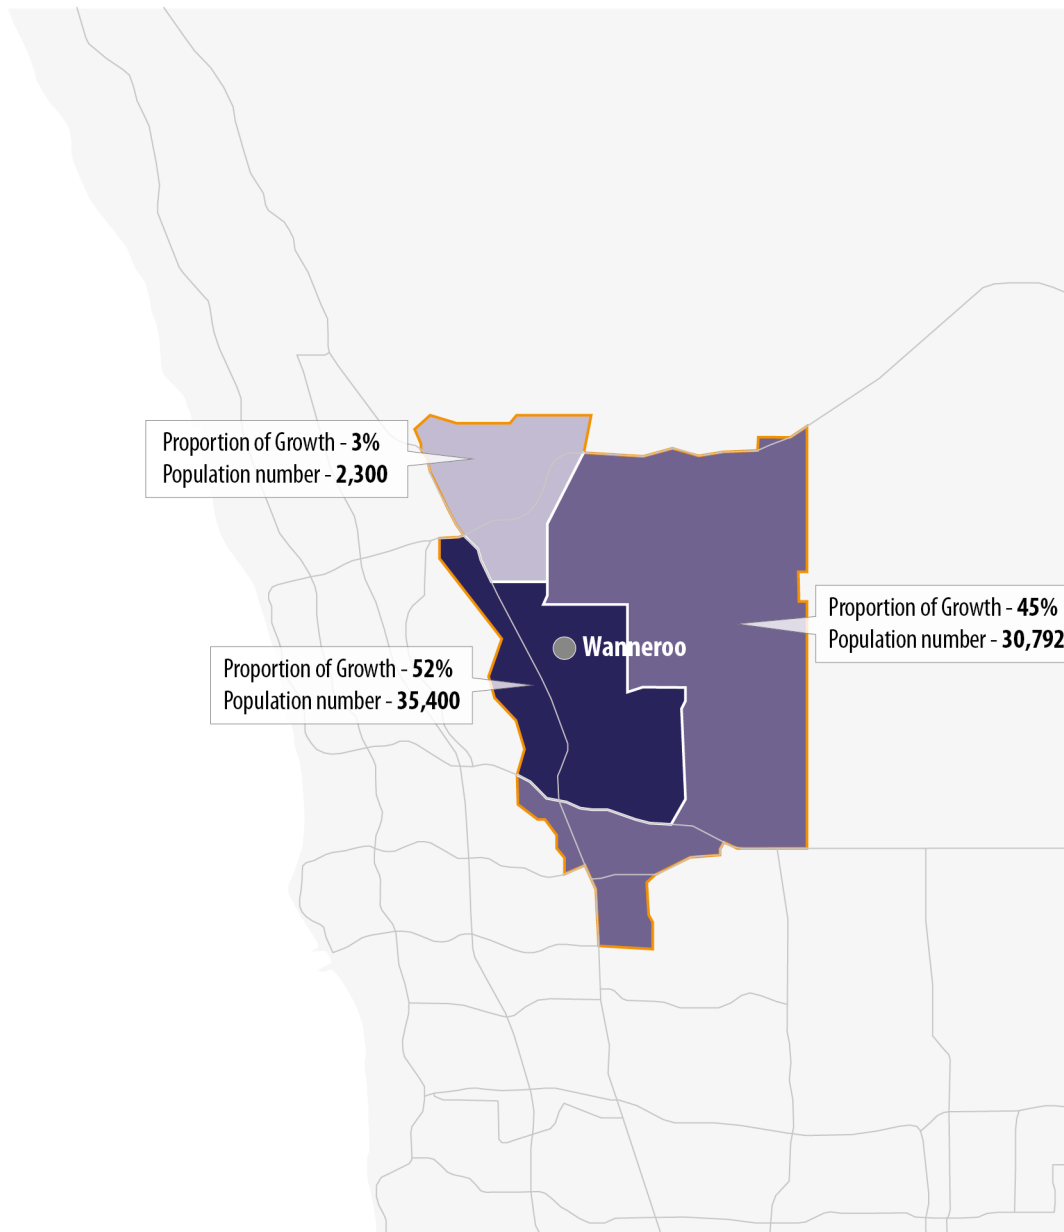 Proportion of Growth - 3%
Population number - 2,300
Proportion of Growth - 45%
Population number - 30,792
Wanneroo
Proportion of Growth - 52%
Population number - 35,400